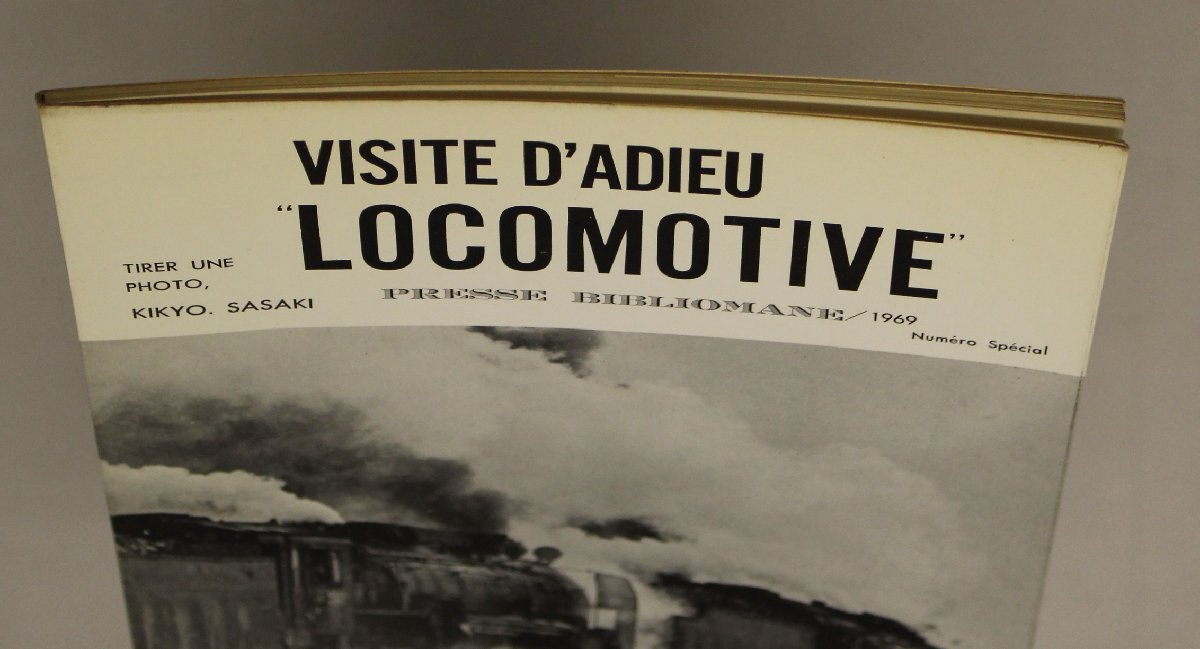 VISITE D'ADIEU
“LOCOMOTIVE”
TIRER UNE
PHOTO,
KIKYO. SASAKI
PRESSE BIBLIOMANE/1969
Numéro Spécial